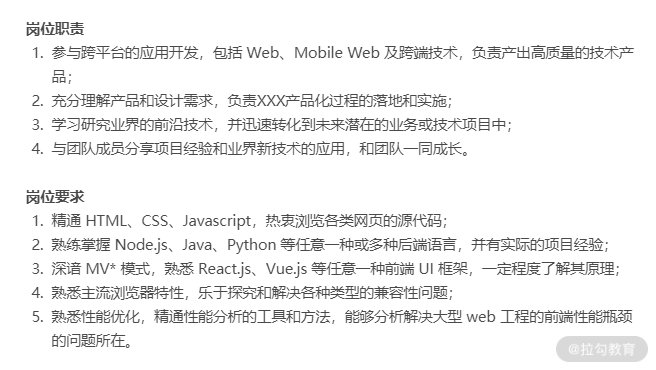 岗位职责
1. 参与跨平台的应用开发，包括 Web、Mobile Web 及跨端技术，负责产出高质量的技术产
品；
2. 充分理解产品和设计需求，负责XXX产品化过程的落地和实施；
3. 学习研究业界的前沿技术，并迅速转化到未来潜在的业务或技术项目中；
4. 与团队成员分享项目经验和业界新技术的应用，和团队一同成长。
岗位要求
1. 精通 HTML、CSS、Javascript，热衷浏览各类网页的源代码；
2. 熟练掌握 Node.js、Java、Python 等任意一种或多种后端语言，并有实际的项目经验；
3. 深谙 MV* 模式，熟悉 React.js、Vue.js 等任意一种前端 UI 框架，一定程度了解其原理；
4. 熟悉主流浏览器特性，乐于探究和解决各种类型的兼容性问题；
5. 熟悉性能优化，精通性能分析的工具和方法，能够分析解决大型 web 工程的前端性能瓶颈
的问题所在。
@拉勾教育